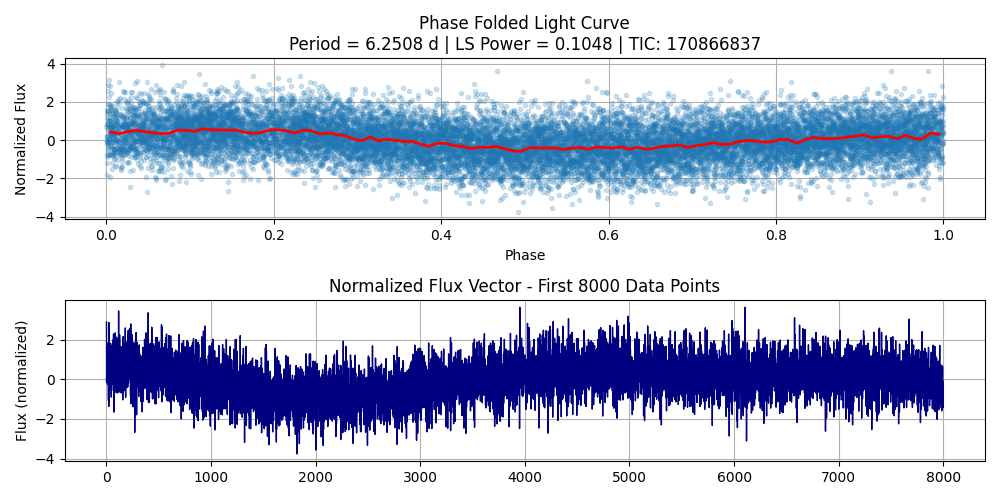 Phase Folded Light Curve
Period = 6.2508 d | LS Power = 0.1048 | TIC: 170866837
Normalized Flux
4
2
0
−2
−4
0.0 0.2 0.4 0.6 0.8 1.0
Phase
Normalized Flux Vector - First 8000 Data Points
Flux (normalized)
2
0
−2
−4
0 1000 2000 3000 4000 5000 6000 7000 8000